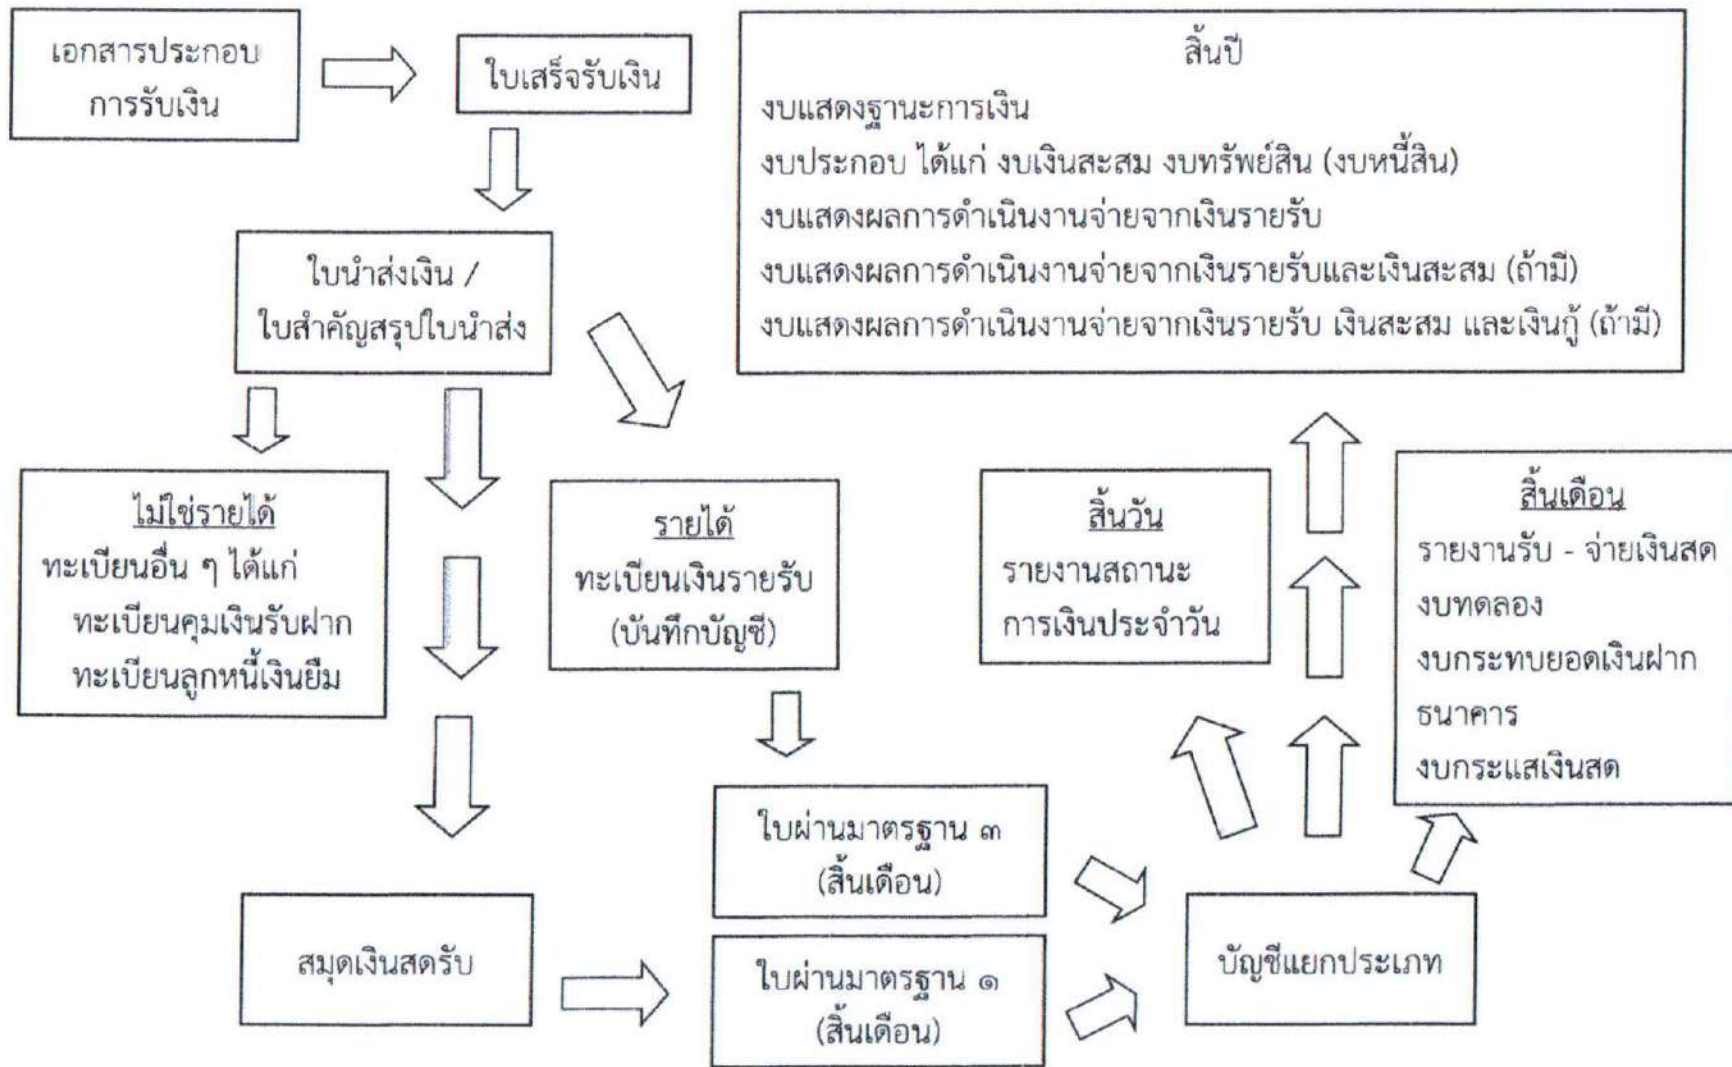 เอกสารประกอบ
การรับเงิน
ใบเสร็จรับเงิน
สิ้นปี
งบแสดงฐานะการเงิน
งบประกอบ ได้แก่ งบเงินสะสม งบทรัพย์สิน (งบหนี้สิน)
งบแสดงผลการดำเนินงานจ่ายจากเงินรายรับ
งบแสดงผลการดำเนินงานจ่ายจากเงินรายรับและเงินสะสม (ถ้ามี)
งบแสดงผลการดำเนินงานจ่ายจากเงินรายรับ เงินสะสม และเงินกู้ (ถ้ามี)
ใบนำส่งเงิน /
ใบสำคัญสรุปใบนำส่ง
ไม่ใช่รายได้
ทะเบียนอื่น ๆ ได้แก่
ทะเบียนคุมเงินรับฝาก
ทะเบียนลูกหนี้เงินยืม
รายได้
ทะเบียนเงินรายรับ
(บันทึกบัญชี)
สิ้นวัน
รายงานสถานะ
การเงินประจำวัน
สิ้นเดือน
รายงานรับ - จ่ายเงินสด
งบทดลอง
งบกระทบยอดเงินฝาก
ธนาคาร
งบกระแสเงินสด
ใบผ่านมาตรฐาน ๓
(สิ้นเดือน)
สมุดเงินสดรับ
ใบผ่านมาตรฐาน ๑
(สิ้นเดือน)
บัญชีแยกประเภท